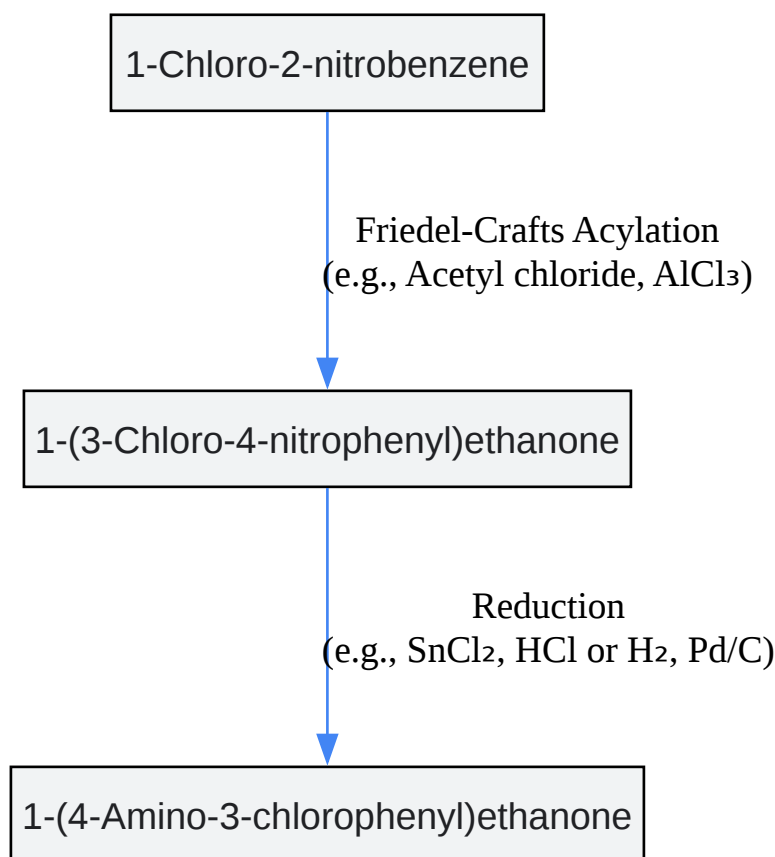 1-Chloro-2-nitrobenzene
Friedel-Crafts Acylation
(e.g., Acetyl chloride, AlCl₃)
1-(3-Chloro-4-nitrophenyl)ethanone
Reduction
(e.g., SnCl₂, HCl or H₂, Pd/C)
1-(4-Amino-3-chlorophenyl)ethanone